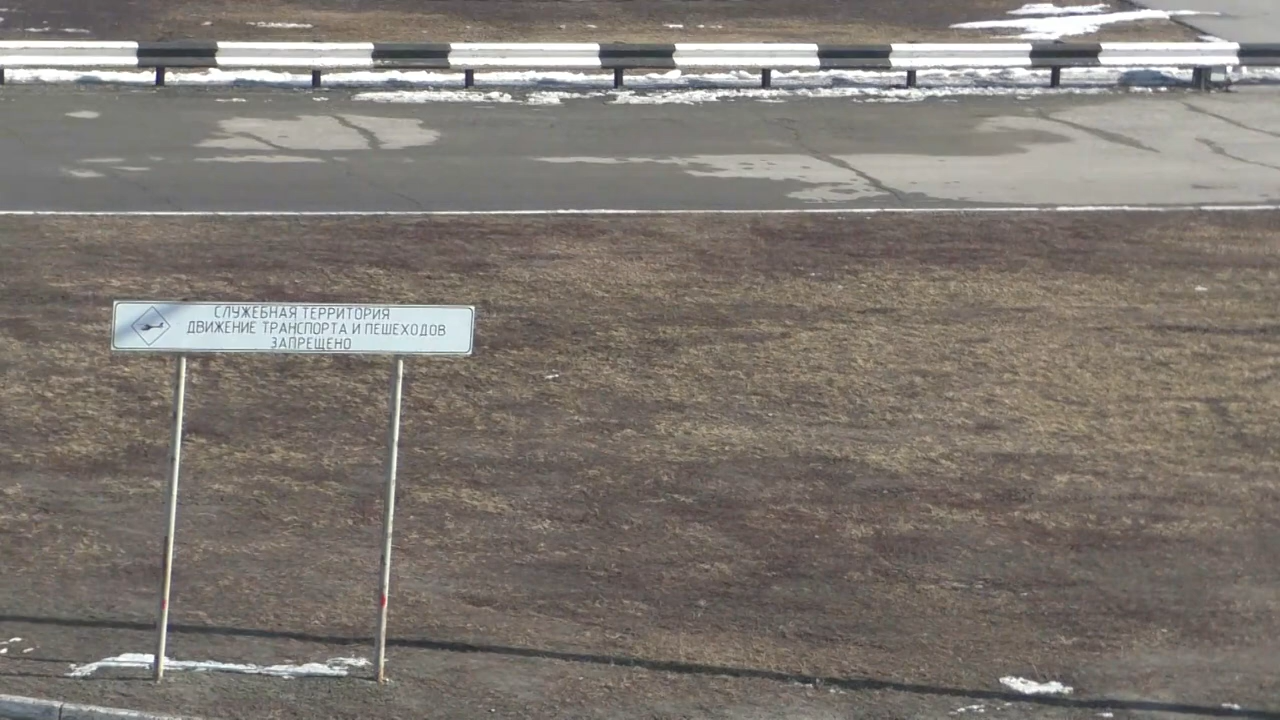 СЛУЖЕБНАЯ ТЕРРИТОРИЯ
ДВИЖЕНИЕ ТРАНСПОРТА И ПЕШЕХОДОВ
ЗАПРЕЩЕНО